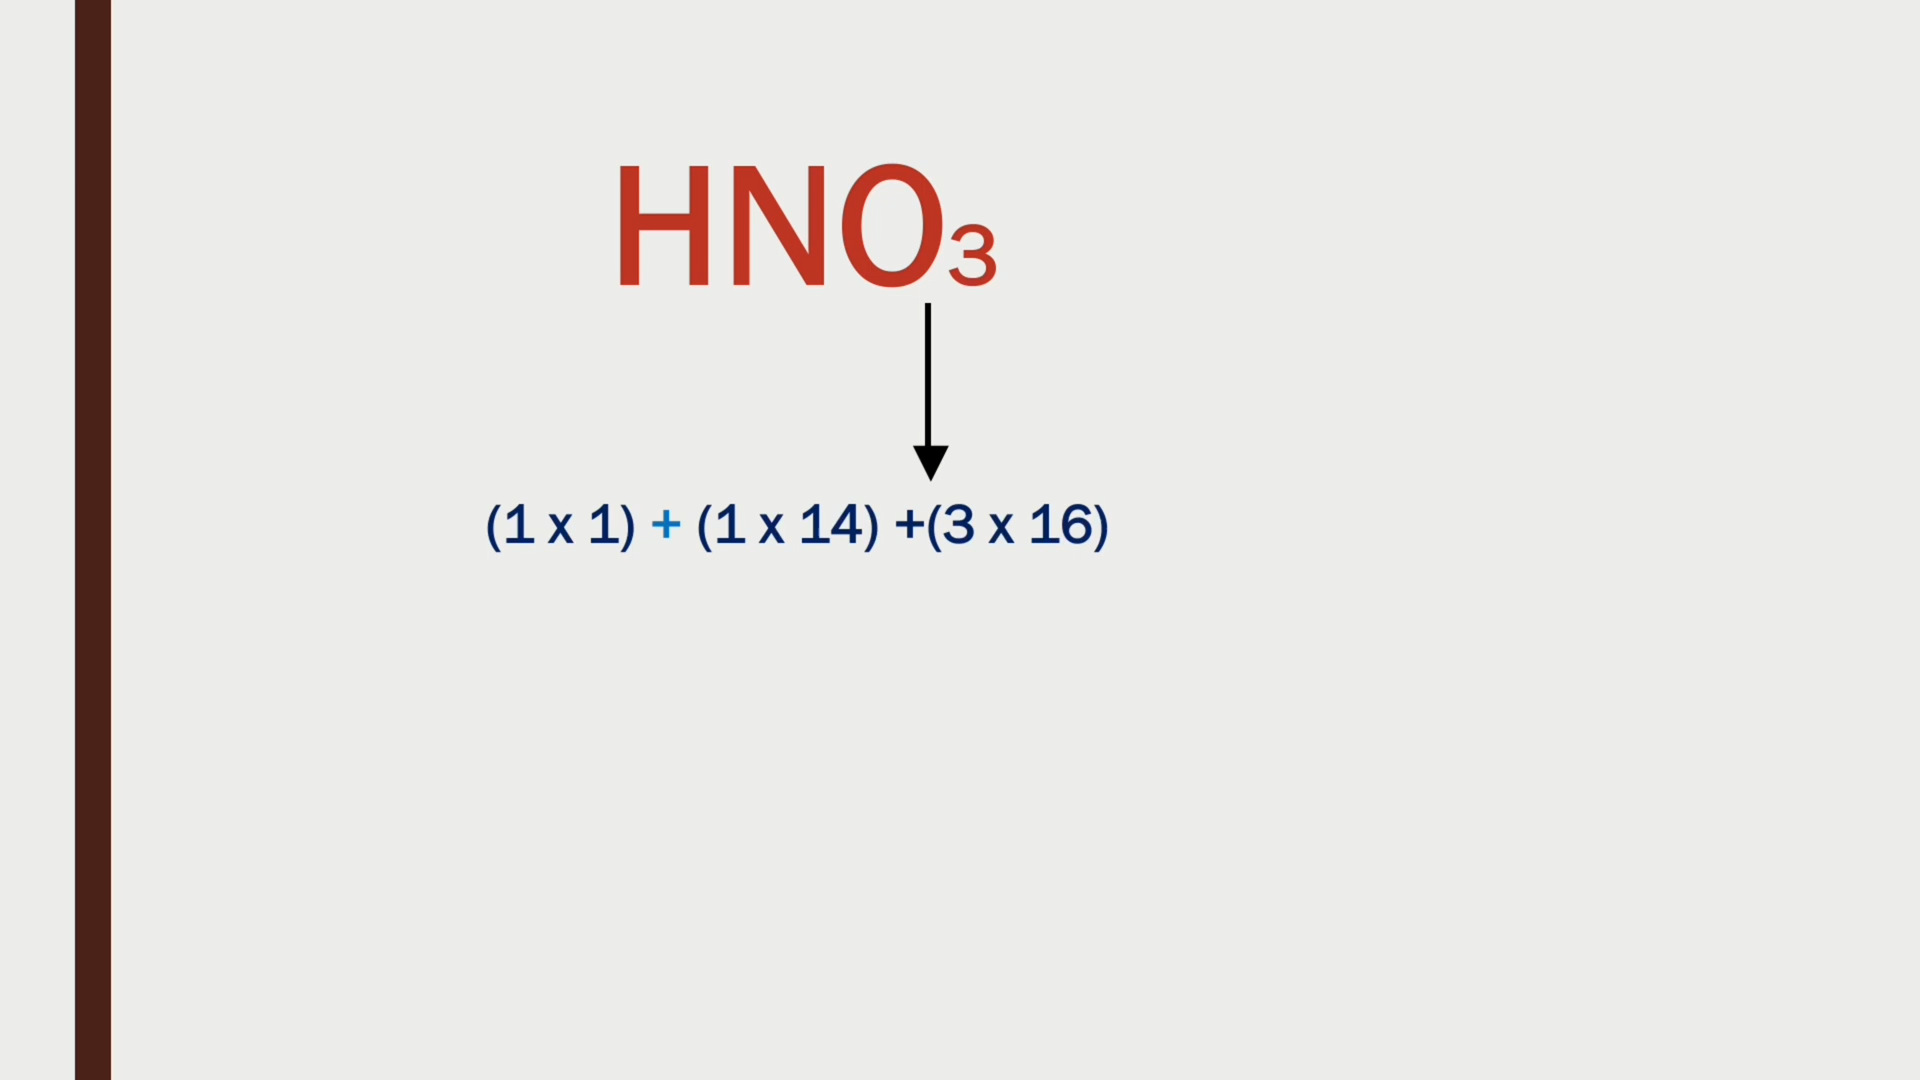 HNO₃
(1 x 1) + (1 x 14) +(3 x 16)